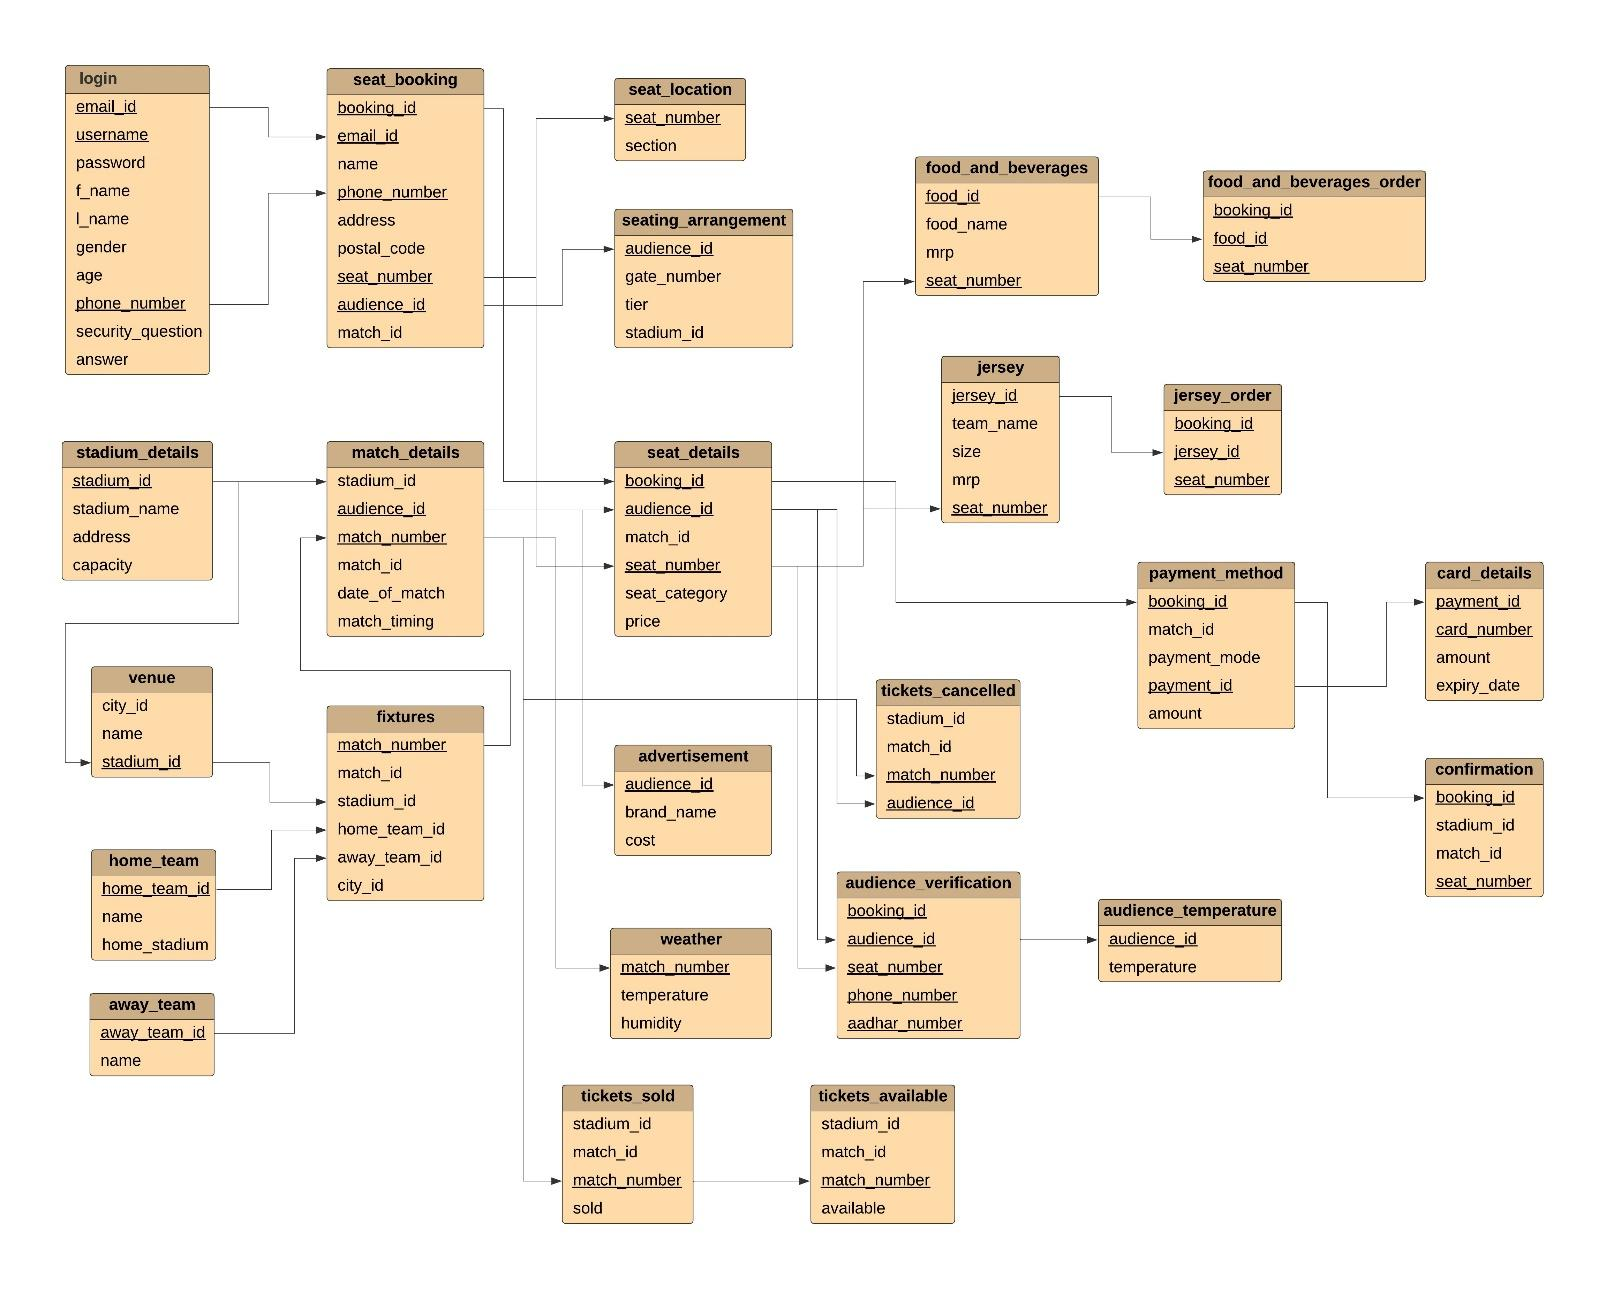 login
email_id
username
password
f_name
l_name
gender
age
phone_number
security_question
answer
seat_booking
booking_id
email_id
name
phone_number
address
postal_code
seat_number
audience_id
match_id
seat_location
seat_number
section
seating_arrangement
audience_id
gate_number
tier
stadium_id
food_and_beverages
food_id
food_name
mrp
seat_number
food_and_beverages_order
booking_id
food_id
seat_number
jersey
jersey_id
team_name
size
mrp
seat_number
jersey_order
booking_id
jersey_id
seat_number
stadium_details
stadium_id
stadium_name
address
capacity
match_details
stadium_id
audience_id
match_number
match_id
date_of_match
match_timing
seat_details
booking_id
audience_id
match_id
seat_number
seat_category
price
payment_method
booking_id
match_id
payment_mode
payment_id
amount
card_details
payment_id
card_number
amount
expiry_date
venue
city_id
name
stadium_id
fixtures
match_number
match_id
stadium_id
home_team_id
away_team_id
city_id
advertisement
audience_id
brand_name
cost
tickets_cancelled
stadium_id
match_id
match_number
audience_id
confirmation
booking_id
stadium_id
match_id
seat_number
home_team
home_team_id
name
home_stadium
away_team
away_team_id
name
weather
match_number
temperature
humidity
audience_verification
booking_id
audience_id
seat_number
phone_number
aadhar_number
audience_temperature
audience_id
temperature
tickets_sold
stadium_id
match_id
match_number
sold
tickets_available
stadium_id
match_id
match_number
available